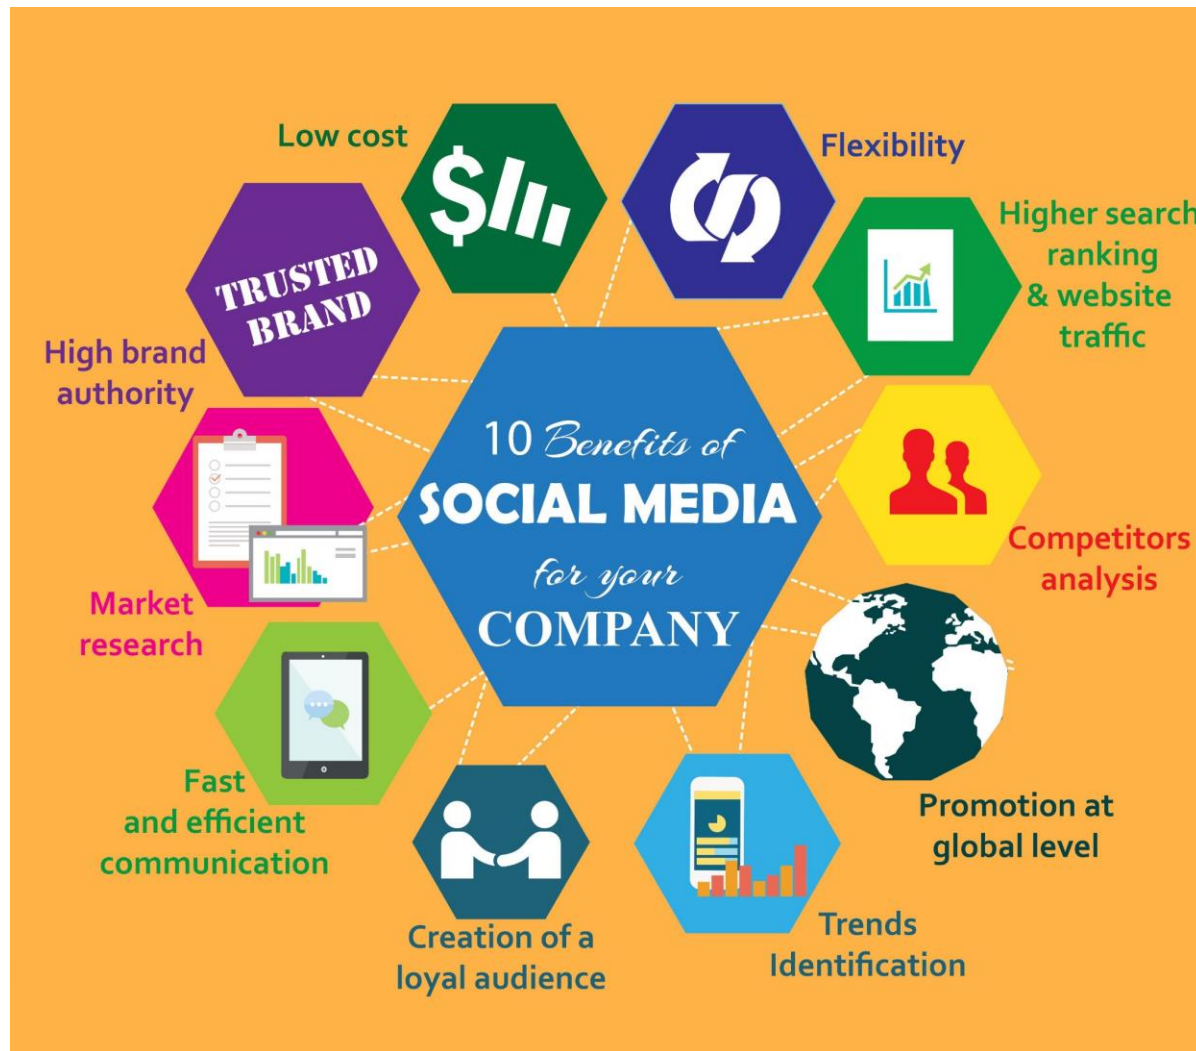 10 Benefits of
SOCIAL MEDIA
for your
COMPANY
Low cost
Flexibility
Higher search
ranking
& website
traffic
Competitors
analysis
Promotion at
global level
Trends
Identification
Creation of a
loyal audience
Fast
and efficient
communication
Market
research
High brand
authority
TRUSTED
BRAND